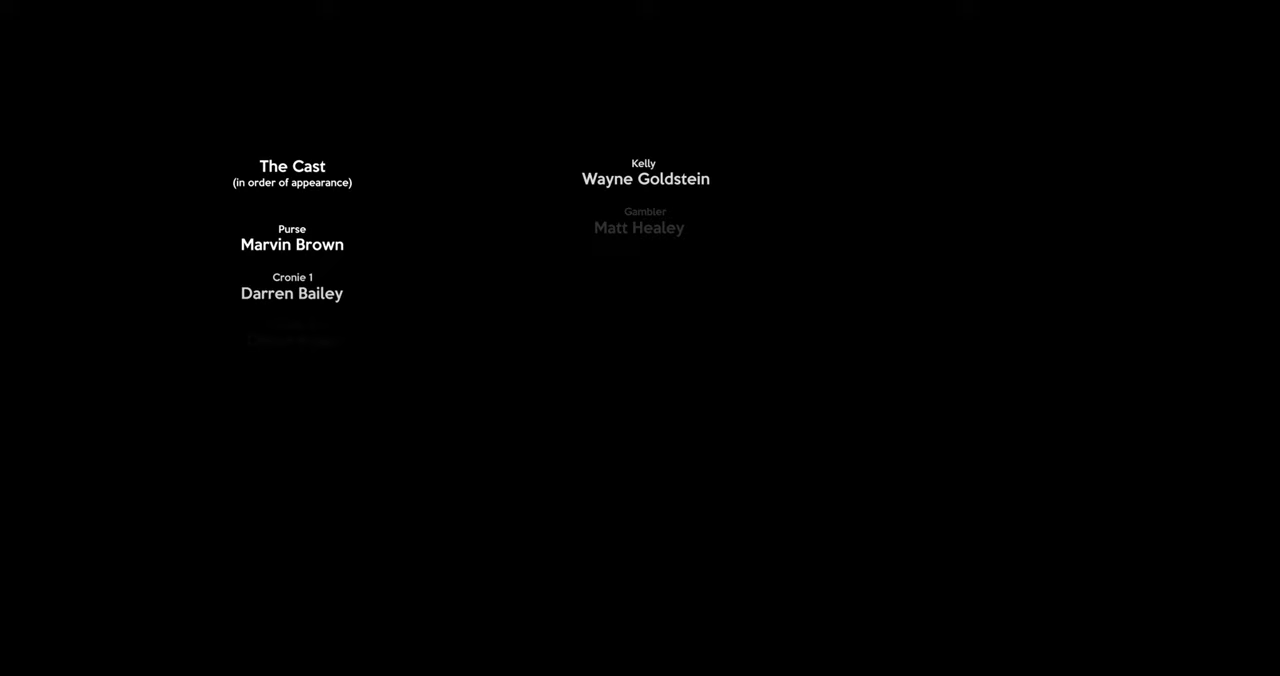 The Cast
(in order of appearance)
Purse
Marvin Brown
Cronie 1
Darren Bailey
Kelly
Wayne Goldstein
Gambler
Matt Healey